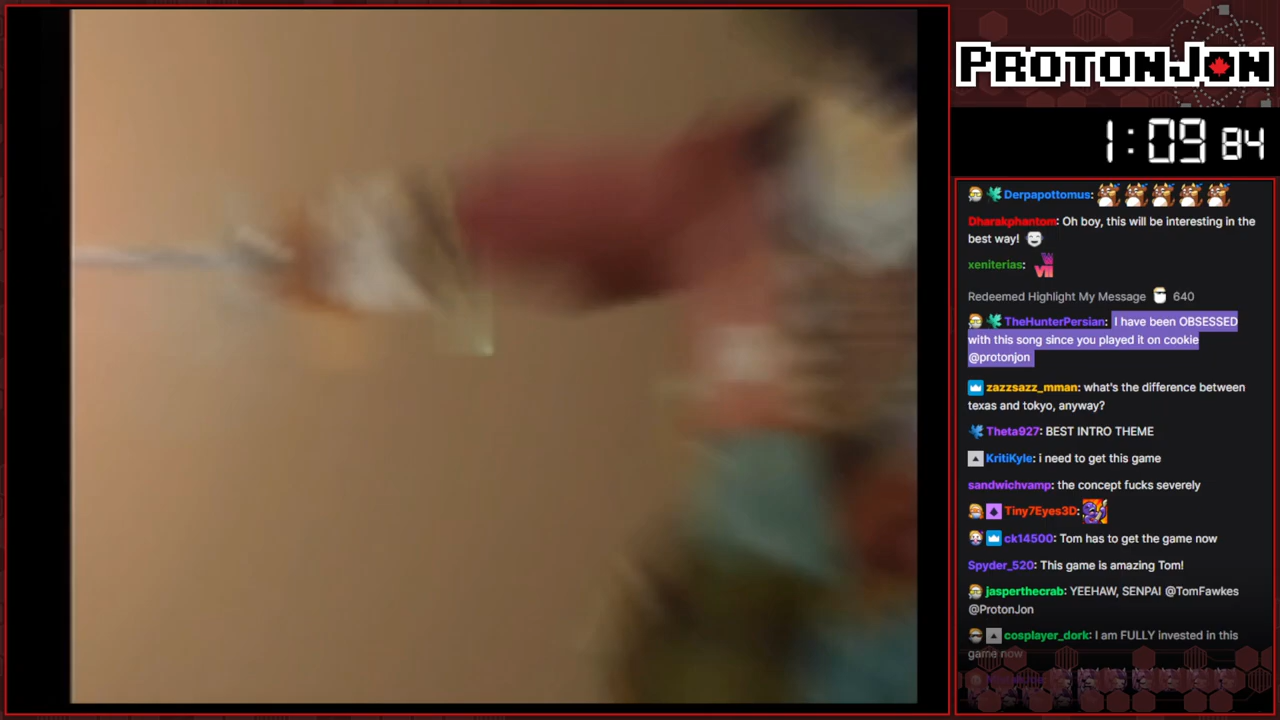 PROTONJON
1:09 84
Derpapottomus:
Dharakphantom: Oh boy, this will be interesting in the
best way!
xeniterias:
Redeemed Highlight My Message 640
TheHunterPersian: I have been OBSESSED
with this song since you played it on cookie
@protonjon
zazzsazz_mman: what's the difference between
texas and tokyo, anyway?
Theta927: BEST INTRO THEME
KritiKyle: i need to get this game
sandwichvamp: the concept fucks severely
Tiny7Eyes3D:
ck14500: Tom has to get the game now
Spyder_520: This game is amazing Tom!
jasperthecrab: YEEHAW, SENPAI @TomFawkes
@ProtonJon
cosplayer_dork: I am FULLY invested in this
game now